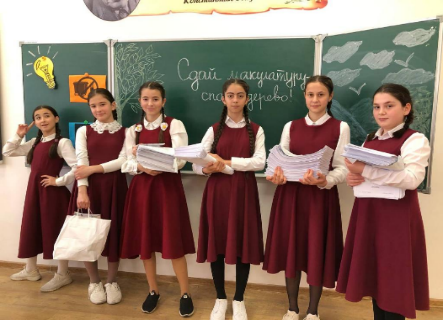 Сдай макулатуру-
спаси дерево!